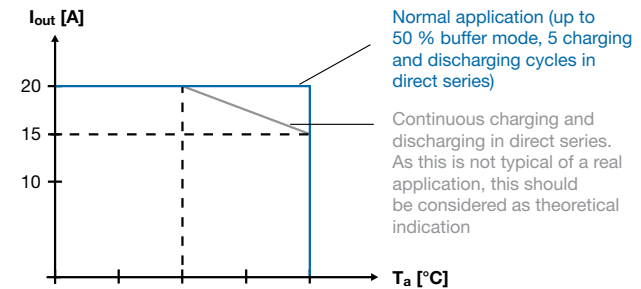 Iout [A]
Normal application (up to
50 % buffer mode, 5 charging
and discharging cycles in
direct series)
20
Continuous charging and
discharging in direct series.
As this is not typical of a real
application, this should
be considered as theoretical
indication
15
10
Ta [°C]